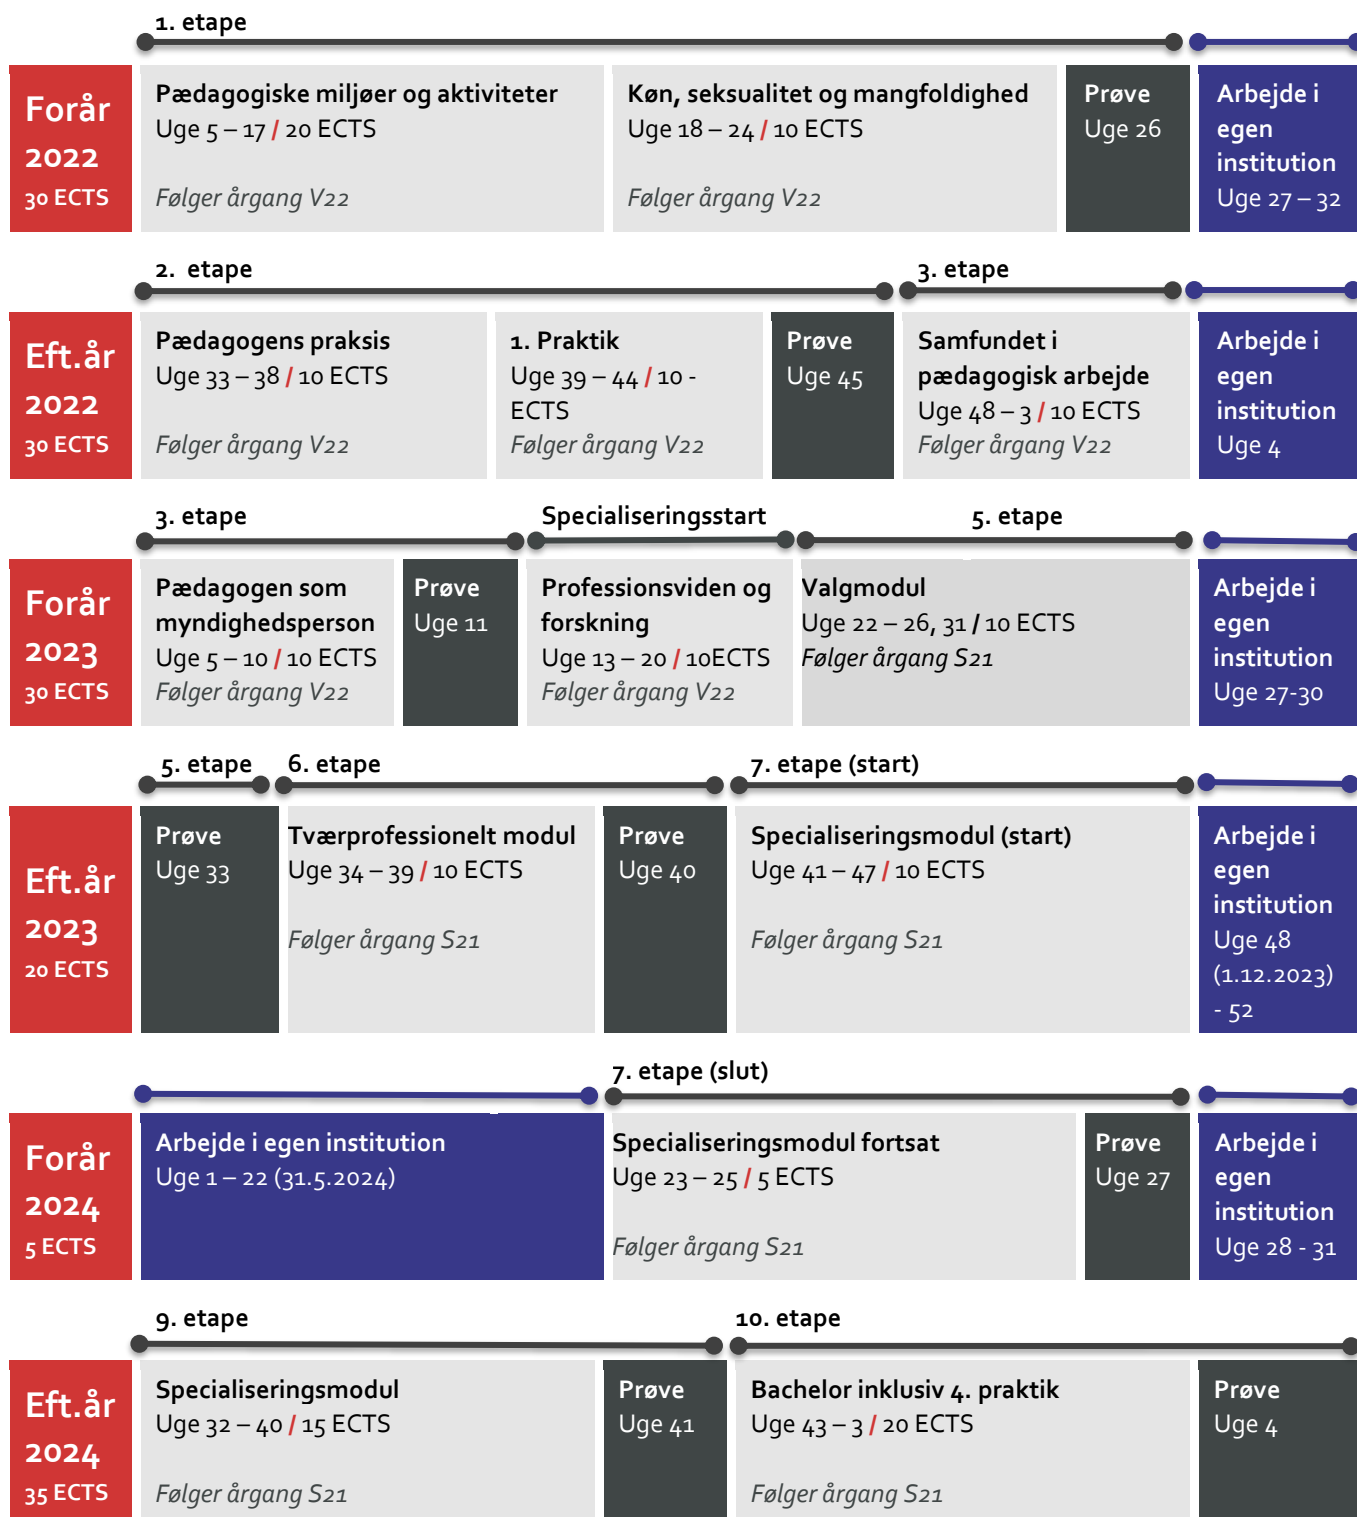 1. etape
Forår
2022
30 ECTS
Pædagogiske miljøer og aktiviteter
Uge 5 – 17 / 20 ECTS
Følger årgang V22
Køn, seksualitet og mangfoldighed
Uge 18 – 24 / 10 ECTS
Følger årgang V22
Prøve
Uge 26
Arbejde i
egen
institution
Uge 27 – 32
2. etape
3. etape
Eft.år
2022
30 ECTS
Pædagogens praksis
Uge 33 – 38 / 10 ECTS
Følger årgang V22
1. Praktik
Uge 39 – 44 / 10 -
ECTS
Følger årgang V22
Prøve
Uge 45
Samfundet i
pædagogisk arbejde
Uge 48 – 3 / 10 ECTS
Følger årgang V22
Arbejde i
egen
institution
Uge 4
3. etape
Specialiseringsstart
5. etape
Forår
2023
30 ECTS
Pædagogen som
myndighedsperson
Uge 5 – 10 / 10 ECTS
Følger årgang V22
Prøve
Uge 11
Professionsviden og
forskning
Uge 13 – 20 / 10ECTS
Følger årgang V22
Valgmodul
Uge 22 – 26, 31 / 10 ECTS
Følger årgang S21
Arbejde i
egen
institution
Uge 27-30
5. etape
6. etape
7. etape (start)
Eft.år
2023
20 ECTS
Prøve
Uge 33
Tværprofessionelt modul
Uge 34 – 39 / 10 ECTS
Følger årgang S21
Prøve
Uge 40
Specialiseringsmodul (start)
Uge 41 – 47 / 10 ECTS
Følger årgang S21
Arbejde i
egen
institution
Uge 48
(1.12.2023)
- 52
7. etape (slut)
Forår
2024
5 ECTS
Arbejde i egen institution
Uge 1 – 22 (31.5.2024)
Specialiseringsmodul fortsat
Uge 23 – 25 / 5 ECTS
Følger årgang S21
Prøve
Uge 27
Arbejde i
egen
institution
Uge 28 - 31
9. etape
10. etape
Eft.år
2024
35 ECTS
Specialiseringsmodul
Uge 32 – 40 / 15 ECTS
Følger årgang S21
Prøve
Uge 41
Bachelor inklusiv 4. praktik
Uge 43 – 3 / 20 ECTS
Følger årgang S21
Prøve
Uge 4